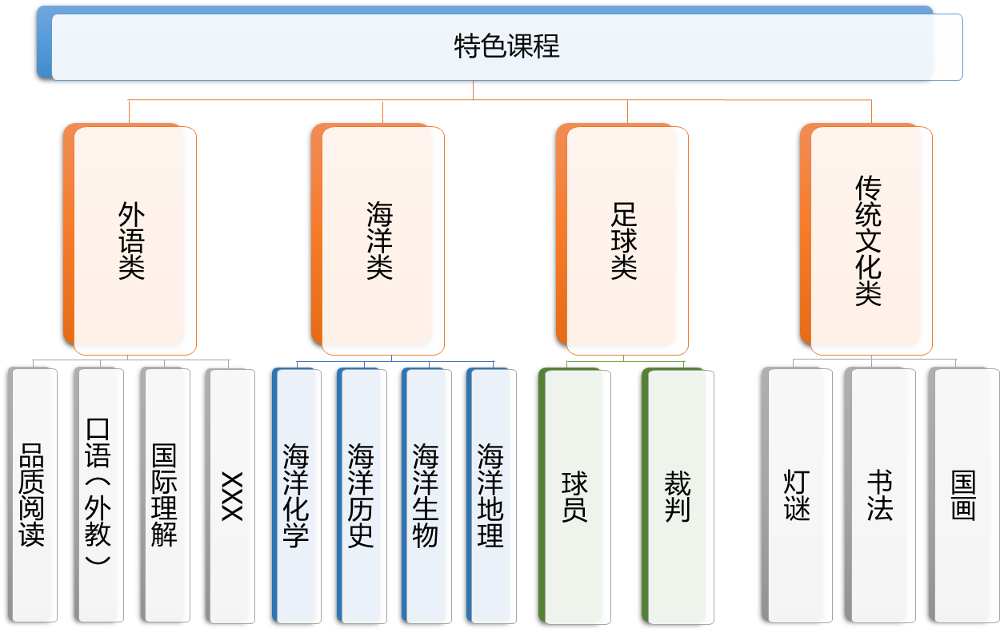 特色课程
外语类
海洋类
足球类
传统文化类
品质阅读
口语（外教）
国际理解
XXX
海洋化学
海洋历史
海洋生物
海洋地理
球员
裁判
灯谜
书法
国画